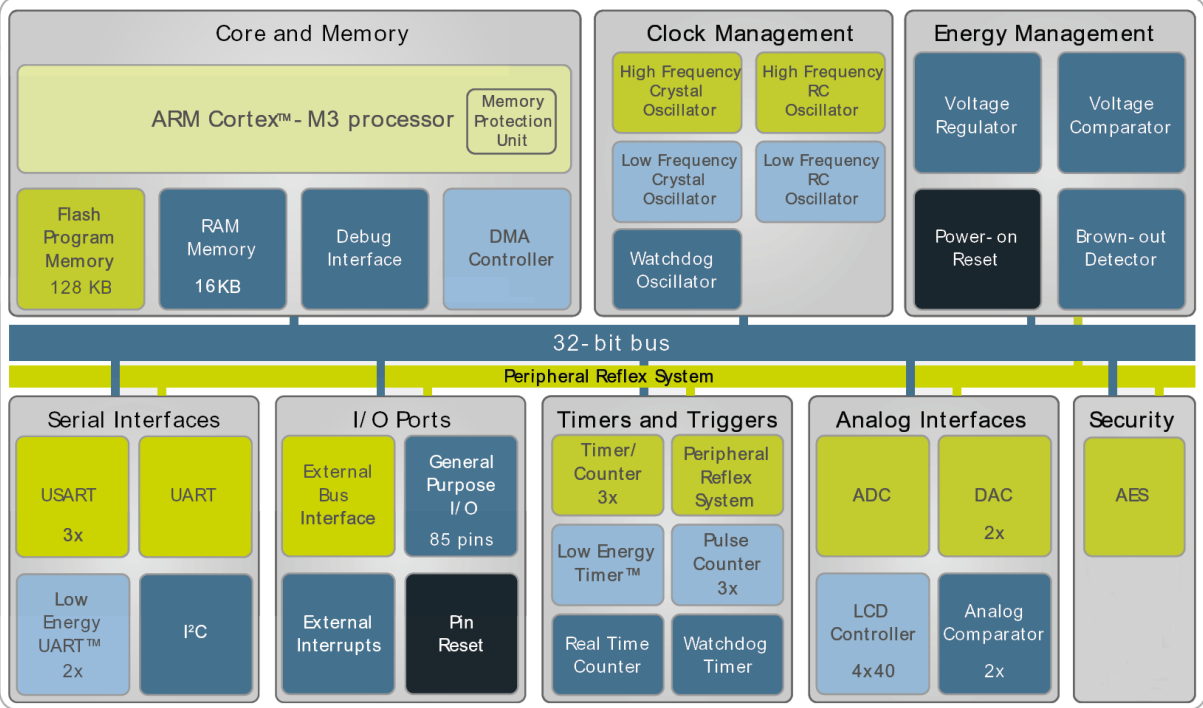 Core and Memory
ARM Cortex™- M3 processor
Memory
Protection
Unit
Flash
Program
Memory
128 KB
RAM
Memory
16KB
Debug
Interface
DMA
Controller
Clock Management
High Frequency
Crystal
Oscillator
High Frequency
RC
Oscillator
Low Frequency
Crystal
Oscillator
Low Frequency
RC
Oscillator
Watchdog
Oscillator
Energy Management
Voltage
Regulator
Voltage
Comparator
Power- on
Reset
Brown- out
Detector
32- bit bus
Peripheral Reflex System
Serial Interfaces
USART
3x
UART
Low
Energy
UART™
2x
I²C
I/ O Ports
External
Bus
Interface
General
Purpose
I/ O
85 pins
External
Interrupts
Pin
Reset
Timers and Triggers
Timer/
Counter
3x
Peripheral
Reflex
System
Low Energy
Timer™
Pulse
Counter
3x
Real Time
Counter
Watchdog
Timer
Analog Interfaces
ADC
DAC
2x
LCD
Controller
4x40
Analog
Comparator
2x
Security
AES